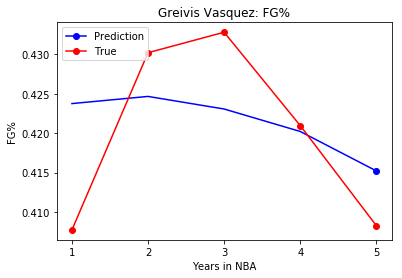 Greivis Vasquez: FG%
Prediction
True
0.430
0.425
0.420
0.415
0.410
FG%
1 2 3 4 5
Years in NBA